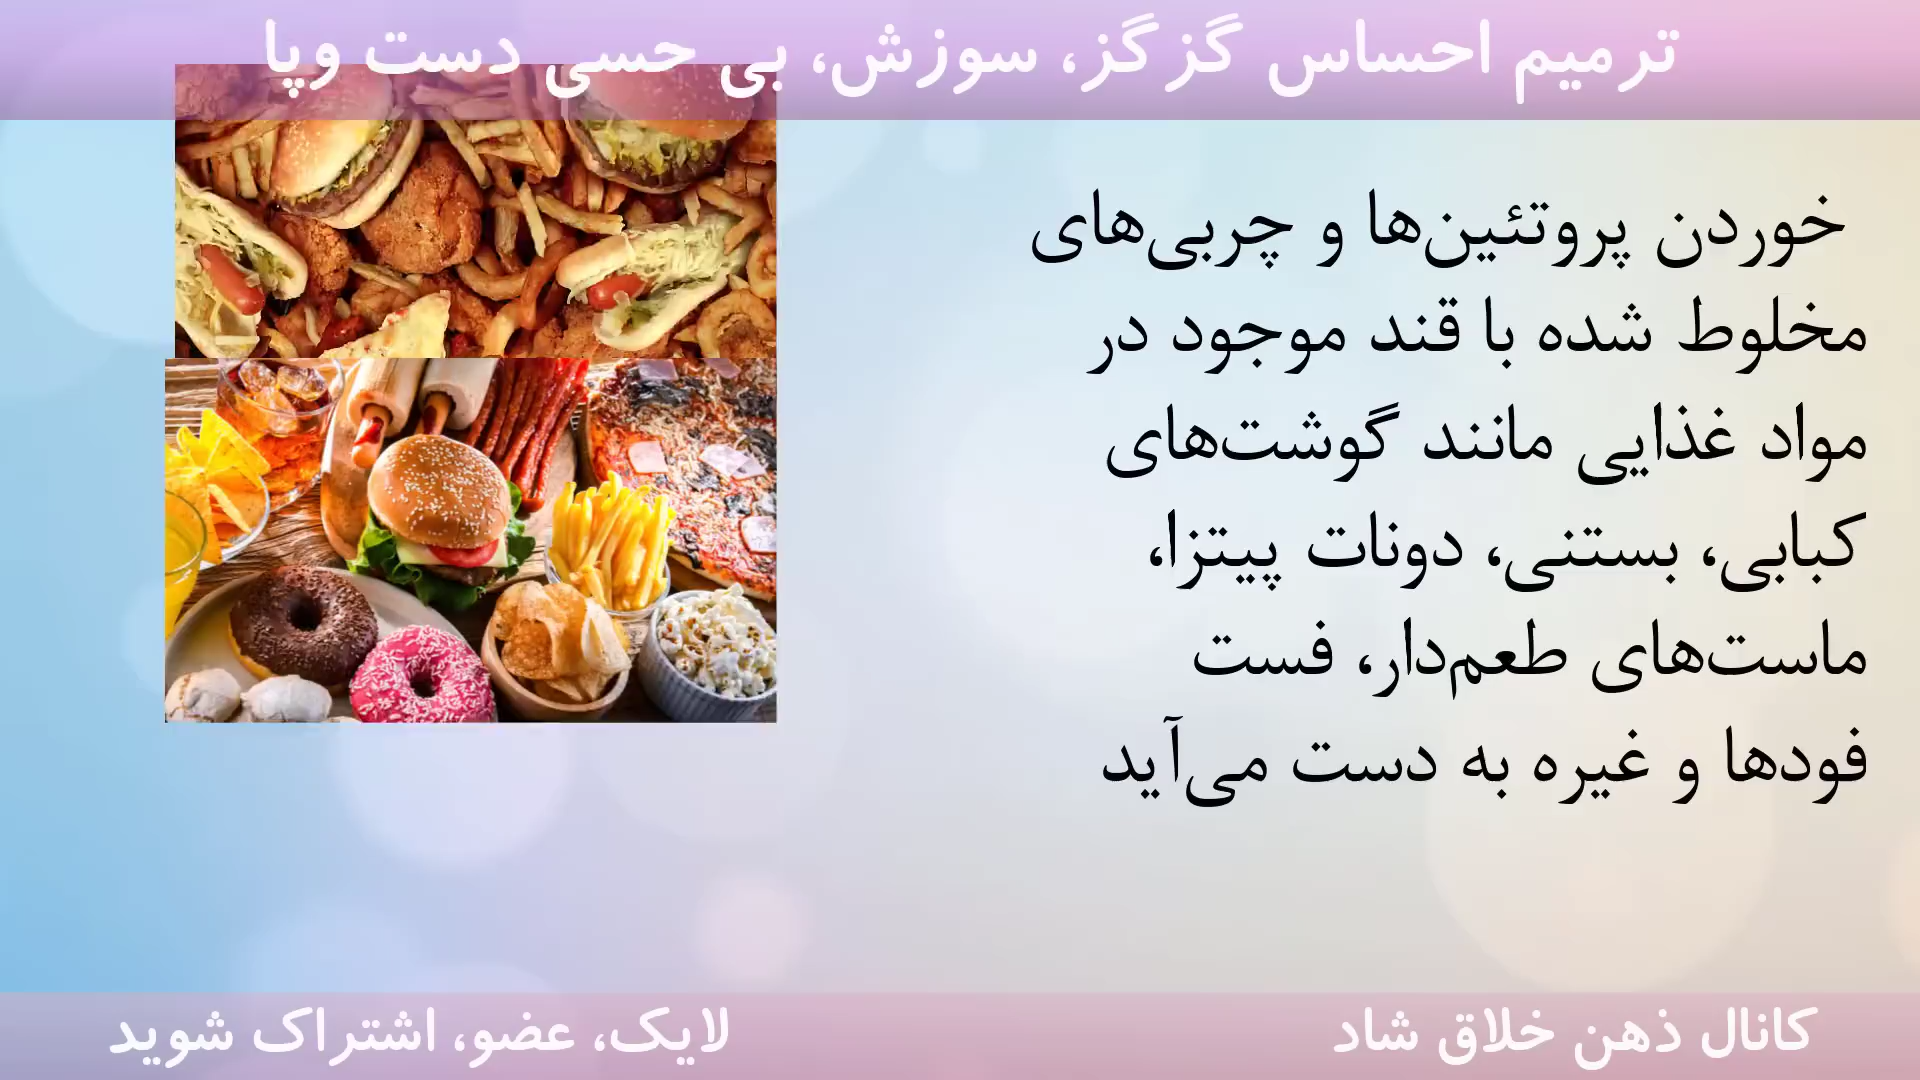 ترمیم احساس گزگز، سوزش، بی حسی دست وپا
خوردن پروتئین‌ها و چربی‌های
مخلوط شده با قند موجود در
مواد غذایی مانند گوشت‌های
کبابی، بستنی، دونات پیتزا،
ماست‌های طعم‌دار، فست
فودها و غیره به دست می‌آید
کانال ذهن خلاق شاد
لایک، عضو، اشتراک شوید